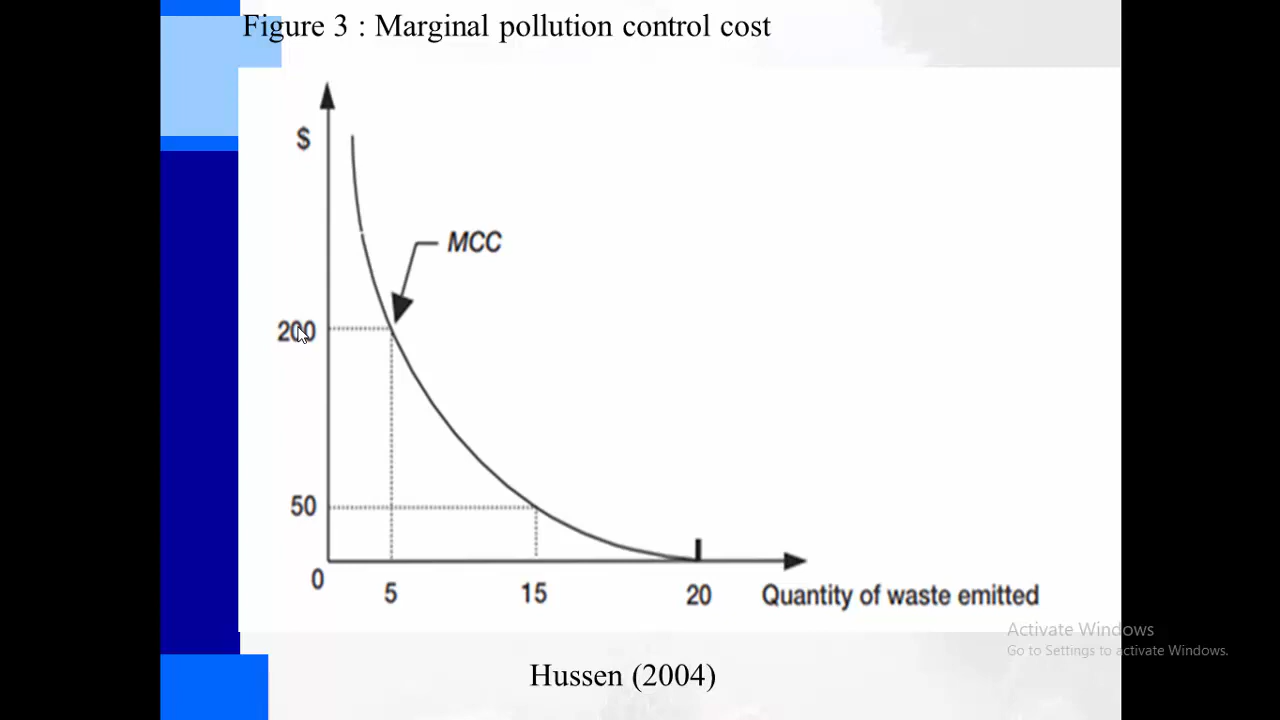 Figure 3 : Marginal pollution control cost
$
MCC
200
50
0
5
15
20
Quantity of waste emitted
Activate Windows
Go to Settings to activate Windows.
Hussen (2004)